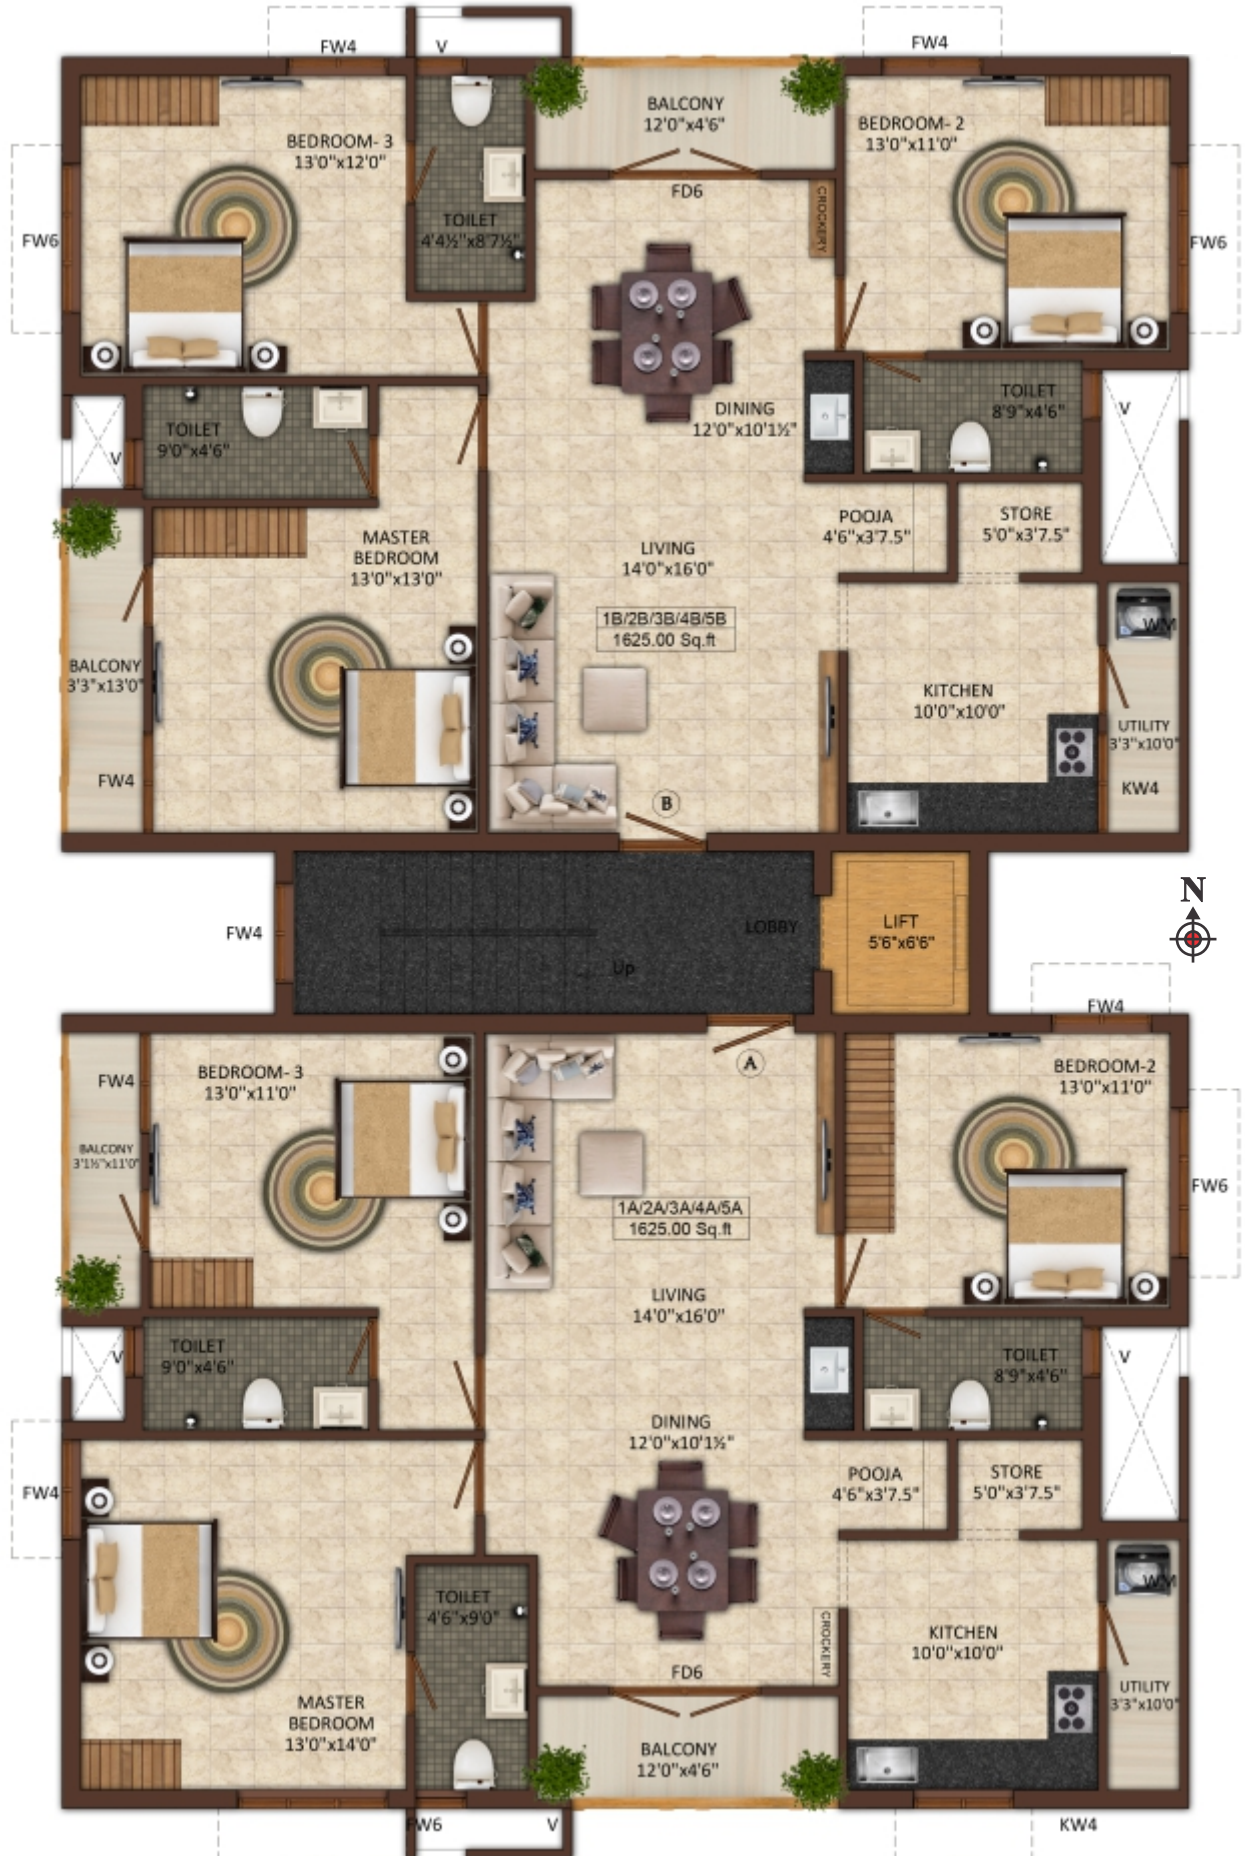 FW4
V
FW4
BALCONY
12'0"x4'6"
BEDROOM- 3
13'0"x12'0"
BEDROOM- 2
13'0"x11'0"
FD6
CROCKERY
TOILET
4'4½"x8'7½"
FW6
FW6
DINING
12'0"x10'1½"
TOILET
8'9"x4'6"
V
TOILET
9'0"x4'6"
V
POOJA
4'6"x3'7.5"
STORE
5'0"x3'7.5"
MASTER
BEDROOM
13'0"x13'0"
LIVING
14'0"x16'0"
1B/2B/3B/4B/5B
1625.00 Sq.ft
WM
BALCONY
3'3"x13'0"
KITCHEN
10'0"x10'0"
UTILITY
3'3"x10'0"
FW4
KW4
B
N
FW4
LOBBY
LIFT
5'6"x6'6"
Up
FW4
A
BEDROOM- 3
13'0"x11'0"
BEDROOM-2
13'0"x11'0"
FW4
BALCONY
3'1½"x11'0"
FW6
1A/2A/3A/4A/5A
1625.00 Sq.ft
LIVING
14'0"x16'0"
TOILET
9'0"x4'6"
V
TOILET
8'9"x4'6"
V
DINING
12'0"x10'1½"
POOJA
4'6"x3'7.5"
STORE
5'0"x3'7.5"
FW4
WM
TOILET
4'6"x9'0"
CROCKERY
KITCHEN
10'0"x10'0"
FD6
UTILITY
3'3"x10'0"
MASTER
BEDROOM
13'0"x14'0"
BALCONY
12'0"x4'6"
FW6
V
KW4